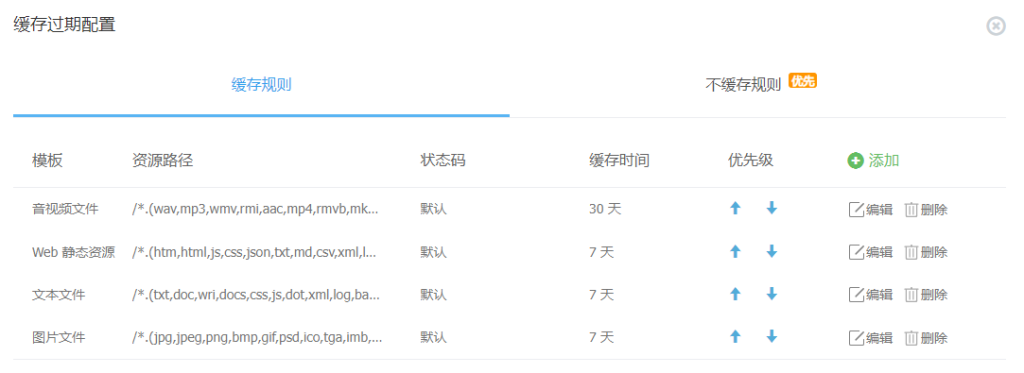 缓存过期配置
缓存规则 不缓存规则 优先
模板 资源路径 状态码 缓存时间 优先级 添加
音视频文件 /*.(wav,mp3,wmv,rmi,aac,mp4,rmvb,mk... 默认 30 天 编辑 删除
Web 静态资源 /*.(htm,html,js,css,json,txt,md,csv,xml,l... 默认 7 天 编辑 删除
文本文件 /*.(txt,doc,wri,docs,css,js,dot,xml,log,ba... 默认 7 天 编辑 删除
图片文件 /*.(jpg,jpeg,png,bmp,gif,psd,ico,tga,imb,... 默认 7 天 编辑 删除